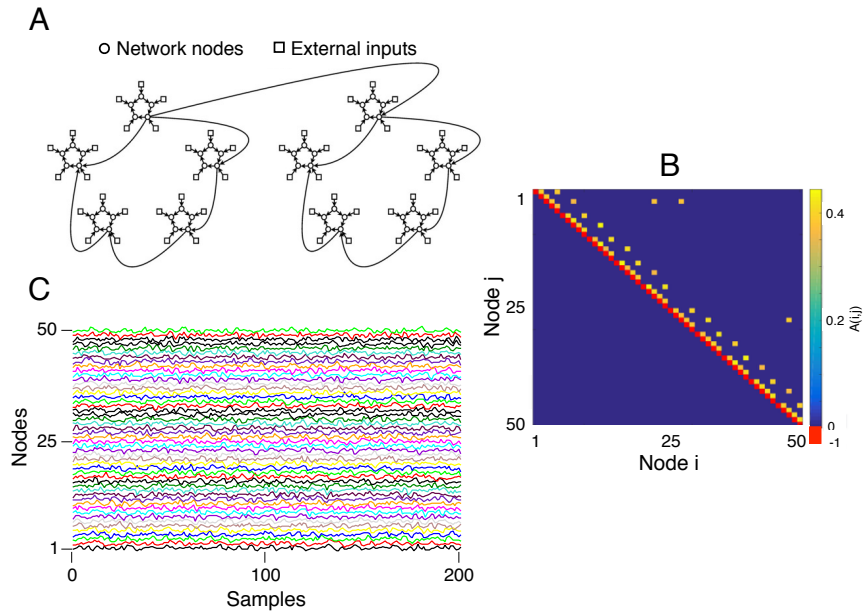 A
Network nodes
External inputs
B
1
25
50
Node j
1
25
50
Node i
0.4
0.2
0
-1
A(i,j)
C
50
25
1
Nodes
0
100
200
Samples